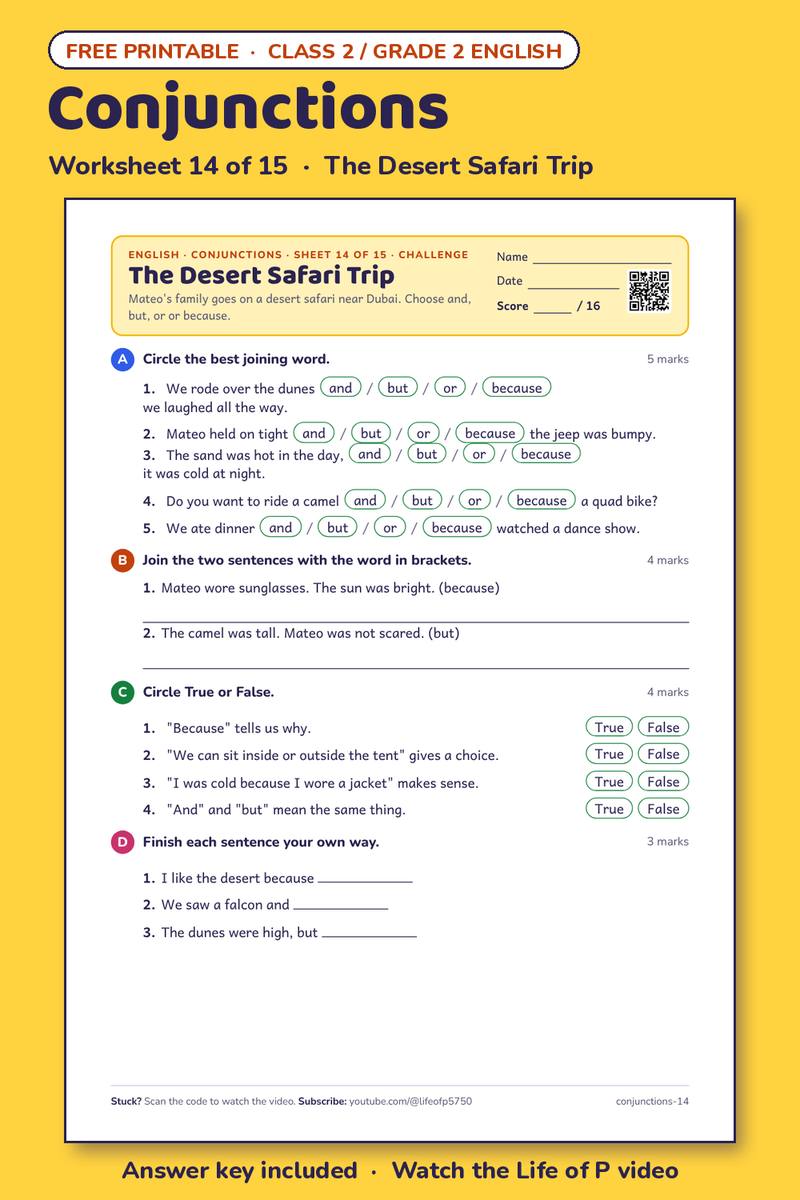 FREE PRINTABLE · CLASS 2 / GRADE 2 ENGLISH
Conjunctions
Worksheet 14 of 15 · The Desert Safari Trip
ENGLISH · CONJUNCTIONS · SHEET 14 OF 15 · CHALLENGE
The Desert Safari Trip
Mateo's family goes on a desert safari near Dubai. Choose and,
but, or or because.
Name ____
Date ____
Score ____ / 16
A Circle the best joining word. 5 marks
1. We rode over the dunes and / but / or / because
we laughed all the way.
2. Mateo held on tight and / but / or / because the jeep was bumpy.
3. The sand was hot in the day, and / but / or / because
it was cold at night.
4. Do you want to ride a camel and / but / or / because a quad bike?
5. We ate dinner and / but / or / because watched a dance show.
B Join the two sentences with the word in brackets. 4 marks
1. Mateo wore sunglasses. The sun was bright. (because)
2. The camel was tall. Mateo was not scared. (but)
C Circle True or False. 4 marks
1. "Because" tells us why. True False
2. "We can sit inside or outside the tent" gives a choice. True False
3. "I was cold because I wore a jacket" makes sense. True False
4. "And" and "but" mean the same thing. True False
D Finish each sentence your own way. 3 marks
1. I like the desert because ____
2. We saw a falcon and ____
3. The dunes were high, but ____
Stuck? Scan the code to watch the video. Subscribe: youtube.com/@lifeofp5750 conjunctions-14
Answer key included · Watch the Life of P video